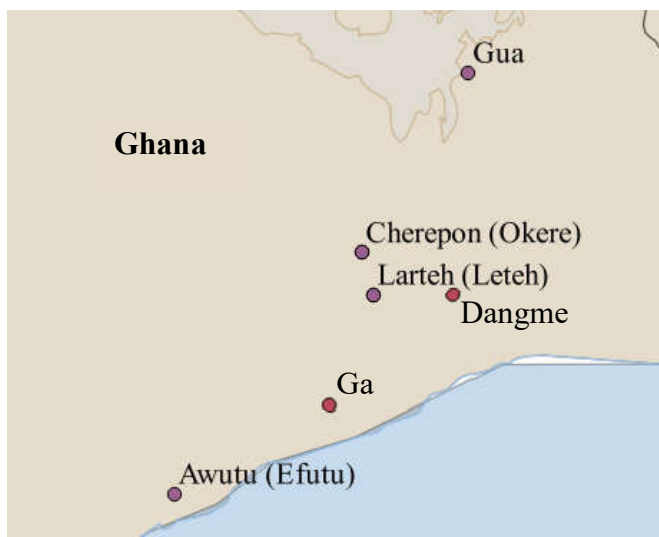 Gua
Ghana
Cherepon (Okere)
Larteh (Leteh)
Dangme
Ga
Awutu (Efutu)